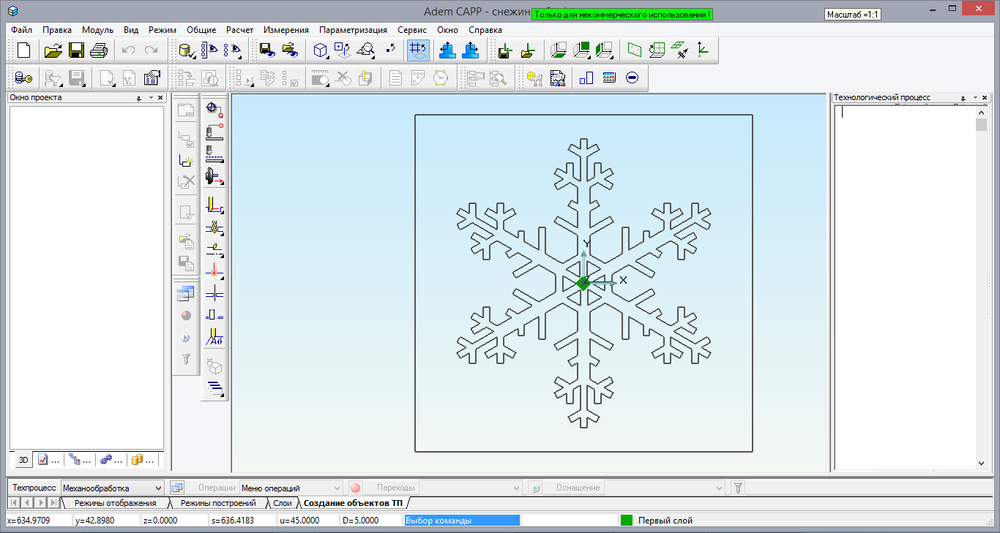 Adem CAPP - снежин
Только для некоммерческого использования !
Масштаб =1:1
Файл Правка Модуль Вид Режим Общие Расчет Измерения Параметризация Сервис Окно Справка
Окно проекта
Технологический процесс
Y
X
Aб
3D ... ... ... ...
Техпроцесс Механообработка Операции Меню операций Переходы Оснащение
Режимы отображения Режимы построений Слои Создание объектов ТП
x=634.9709 y=42.8980 z=0.0000 s=636.4183 u=45.0000 D=5.0000 Выбор команды Первый слой